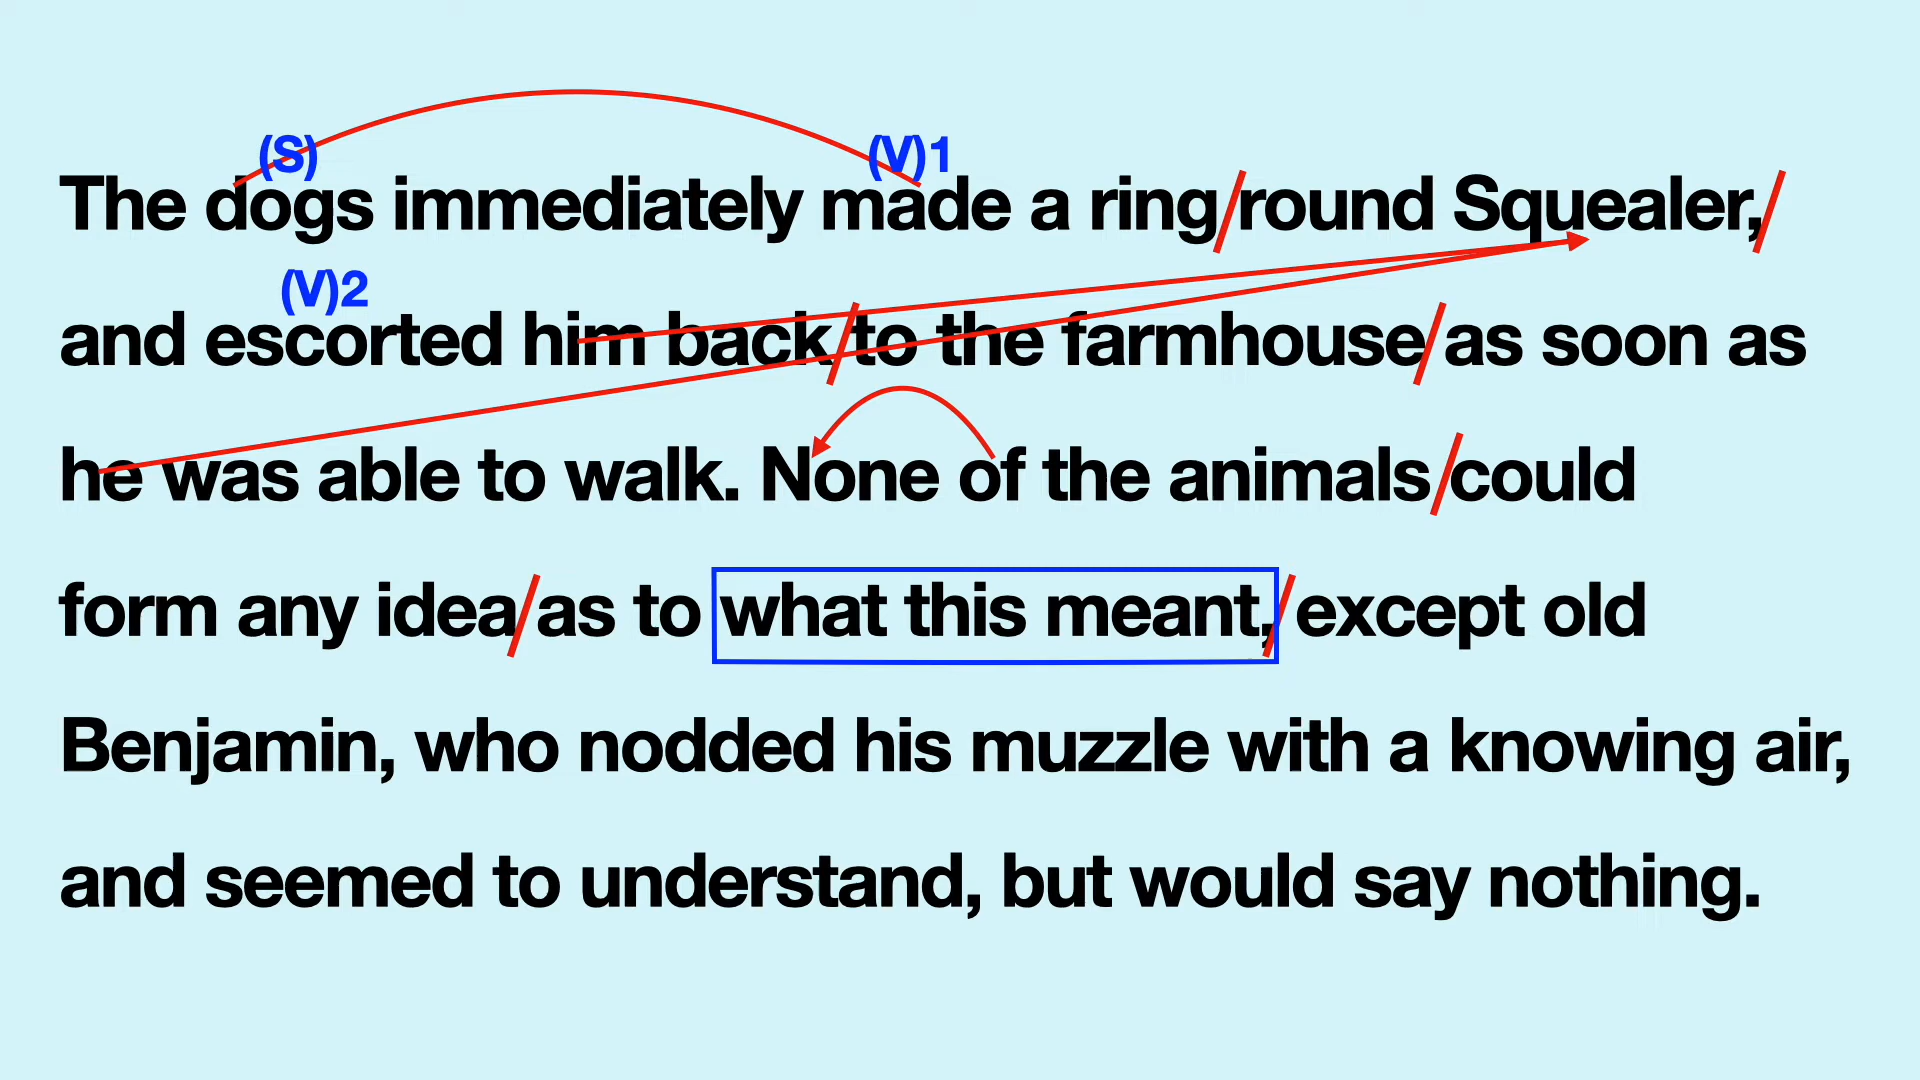 (S) (V)1
The dogs immediately made a ring/round Squealer,/
(V)2
and escorted him back/to the farmhouse/as soon as
he was able to walk. None of the animals/could
form any idea/as to what this meant,/except old
Benjamin, who nodded his muzzle with a knowing air,
and seemed to understand, but would say nothing.